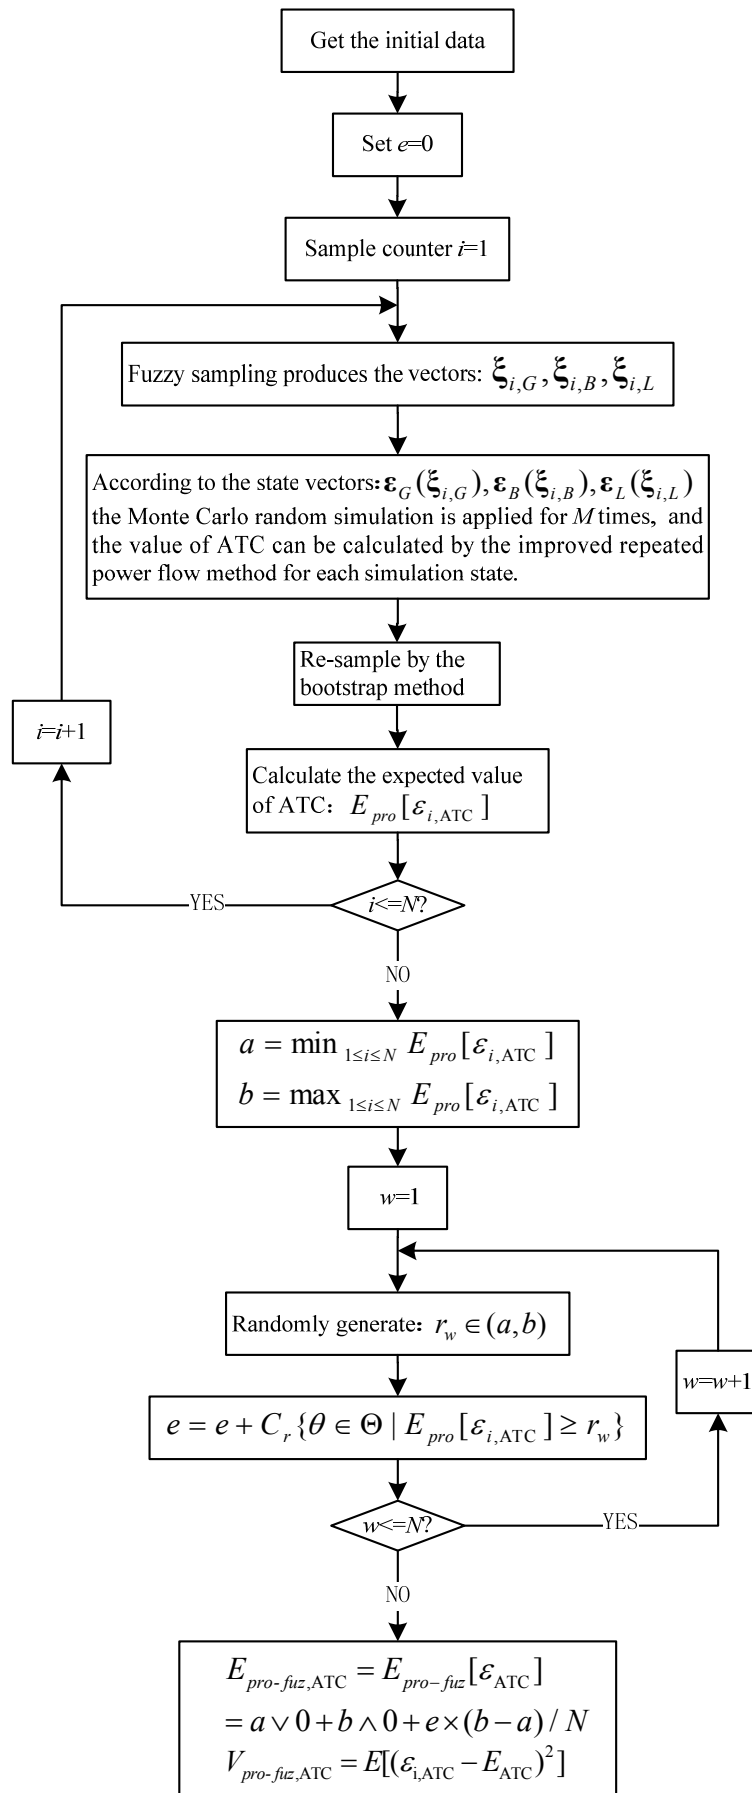 Get the initial data
Set e=0
Sample counter i=1
Fuzzy sampling produces the vectors: ξ_{i,G}, ξ_{i,B}, ξ_{i,L}
According to the state vectors: ε_G(ξ_{i,G}), ε_B(ξ_{i,B}), ε_L(ξ_{i,L})
the Monte Carlo random simulation is applied for M times, and
the value of ATC can be calculated by the improved repeated
power flow method for each simulation state.
Re-sample by the
bootstrap method
i=i+1
Calculate the expected value
of ATC: E_{pro}[ε_{i,ATC}]
YES
i<=N?
NO
a = min_{1≤i≤N} E_{pro}[ε_{i,ATC}]
b = max_{1≤i≤N} E_{pro}[ε_{i,ATC}]
w=1
Randomly generate: r_w ∈ (a,b)
w=w+1
e = e + C_r{θ ∈ Θ | E_{pro}[ε_{i,ATC}] ≥ r_w}
w<=N?
YES
NO
E_{pro-fuz,ATC} = E_{pro-fuz}[ε_{ATC}]
= a ∨ 0 + b ∧ 0 + e × (b − a) / N
V_{pro-fuz,ATC} = E[(ε_{i,ATC} − E_{ATC})^2]